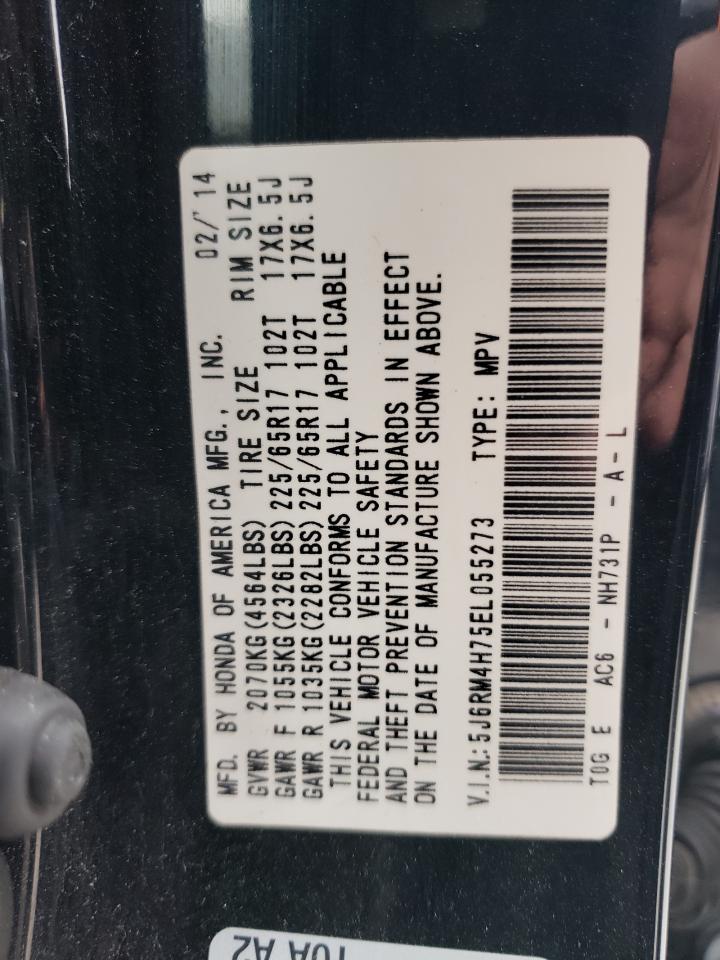 MFD. BY HONDA OF AMERICA MFG., INC. 02/'14
GVWR 2070KG(4564LBS) TIRE SIZE RIM SIZE
GAWR F 1055KG(2326LBS) 225/65R17 102T 17X6.5J
GAWR R 1035KG(2282LBS) 225/65R17 102T 17X6.5J
THIS VEHICLE CONFORMS TO ALL APPLICABLE
FEDERAL MOTOR VEHICLE SAFETY
AND THEFT PREVENTION STANDARDS IN EFFECT
ON THE DATE OF MANUFACTURE SHOWN ABOVE.
V.I.N.: 5J6RM4H75EL055273 TYPE: MPV
T0G E AC6 - NH731P - A - L
T0A A2